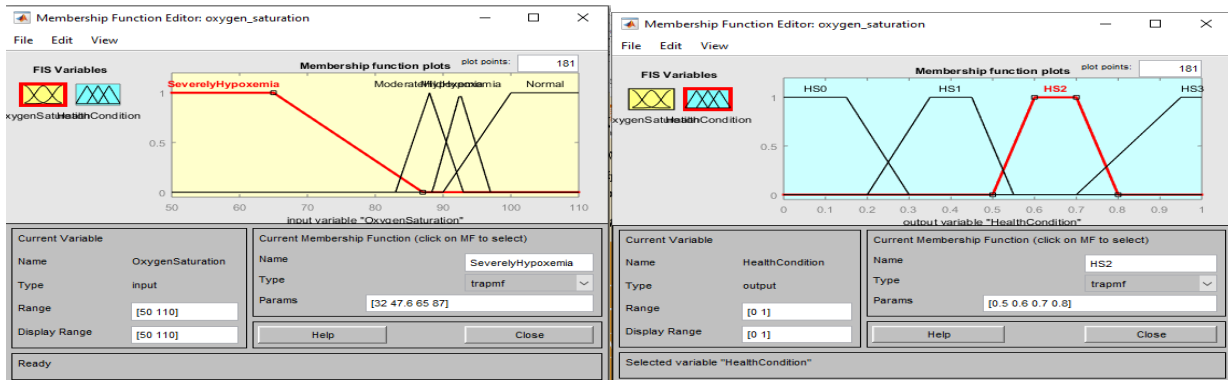 Membership Function Editor: oxygen_saturation
File Edit View
FIS Variables
Membership function plots
plot points:
181
SeverelyHypoxemia
Normal
1
0.5
0
50 60 70 80 90 100 110
input variable "OxygenSaturation"
Current Variable
Name OxygenSaturation
Type input
Range [50 110]
Display Range [50 110]
Current Membership Function (click on MF to select)
Name SeverelyHypoxemia
Type trapmf
Params [32 47.6 65 87]
Help Close
Ready
Membership Function Editor: oxygen_saturation
File Edit View
FIS Variables
Membership function plots
plot points:
181
HS0 HS1 HS2 HS3
1
0.5
0
0 0.1 0.2 0.3 0.4 0.5 0.6 0.7 0.8 0.9 1
output variable "HealthCondition"
Current Variable
Name HealthCondition
Type output
Range [0 1]
Display Range [0 1]
Current Membership Function (click on MF to select)
Name HS2
Type trapmf
Params [0.5 0.6 0.7 0.8]
Help Close
Selected variable "HealthCondition"